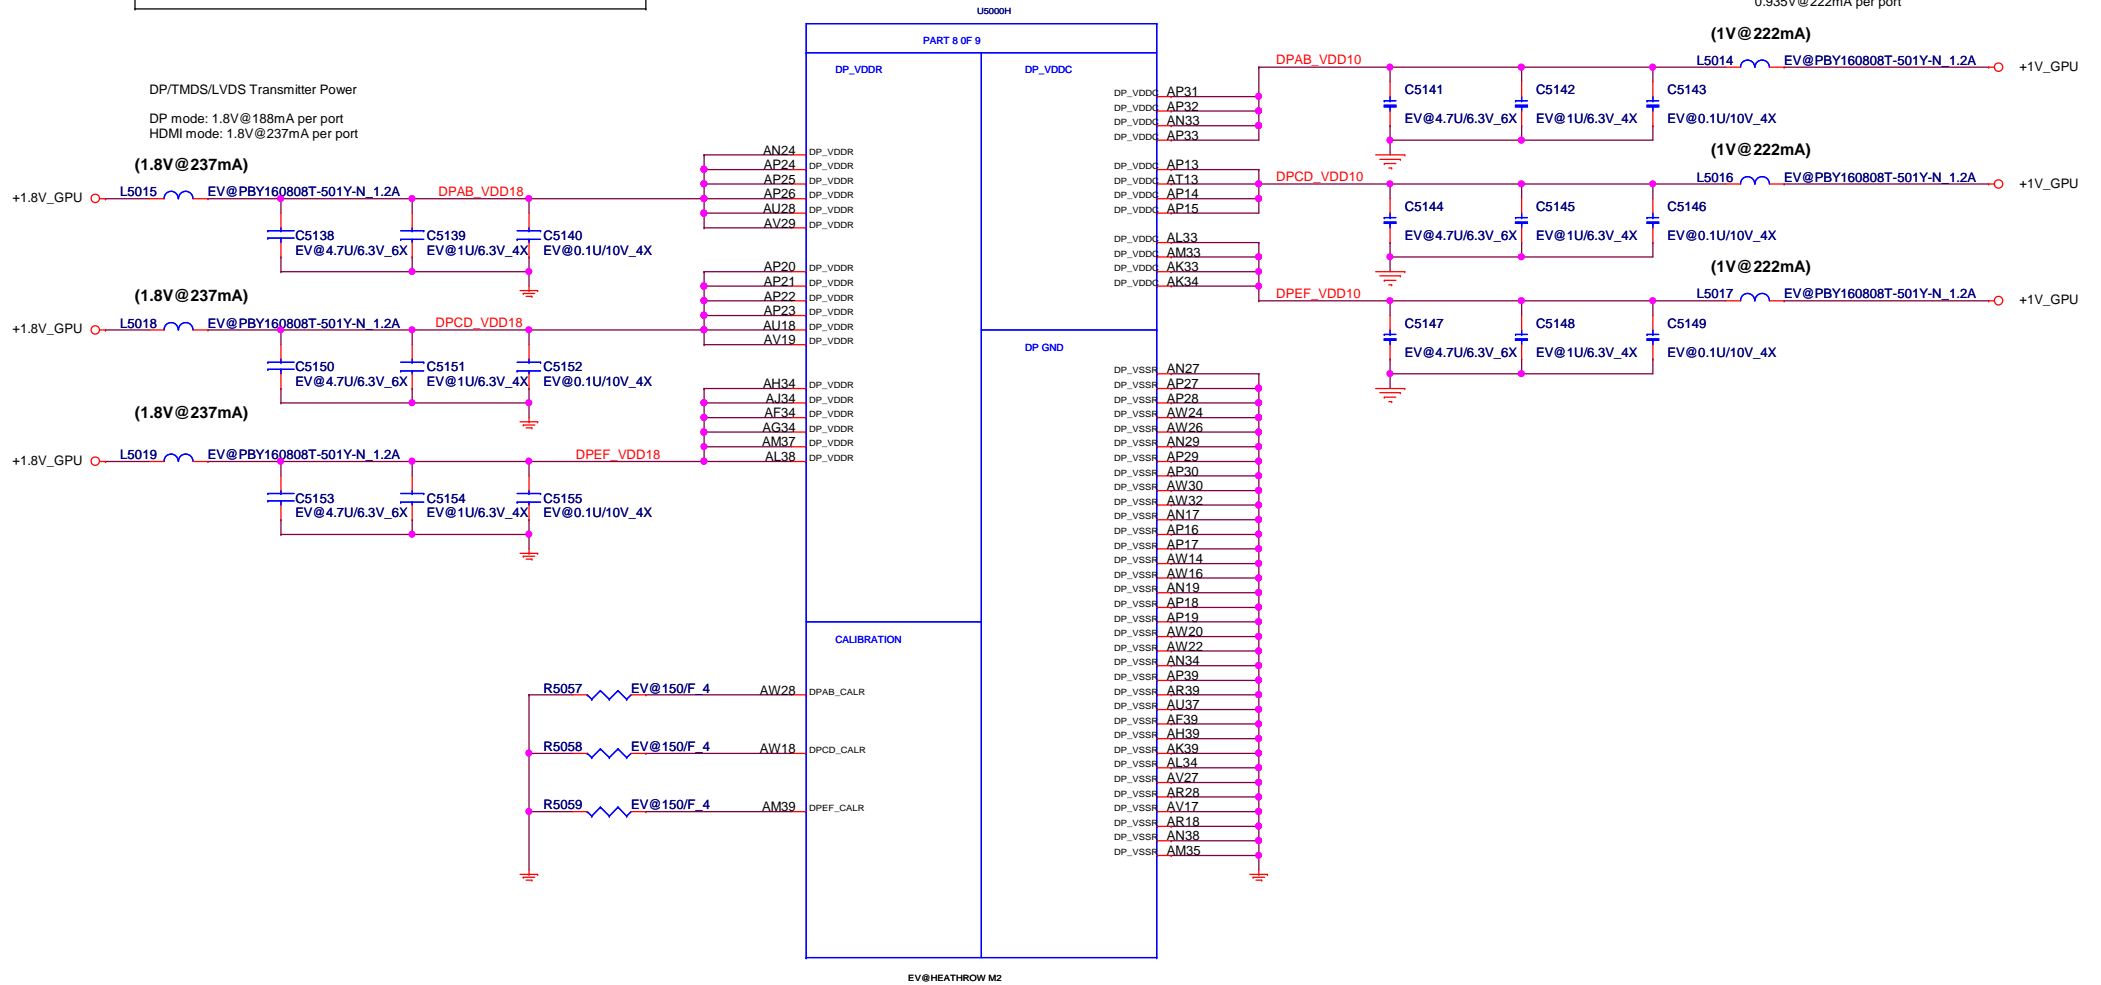 U5000H
0.935V@222mA per port
PART 8 0F 9
(1V@222mA)
DP_VDDR
DP_VDDC
DPAB_VDD10
L5014
EV@PBY160808T-501Y-N_1.2A
+1V_GPU
DP/TMDS/LVDS Transmitter Power
DP mode: 1.8V@188mA per port
HDMI mode: 1.8V@237mA per port
C5141
C5142
C5143
EV@4.7U/6.3V_6X
EV@1U/6.3V_4X
EV@0.1U/10V_4X
DP_VDDC AP31
DP_VDDC AP32
DP_VDDC AN33
DP_VDDC AP33
(1V@222mA)
DP_VDDC AP13
DP_VDDC AT13
DP_VDDC AP14
DP_VDDC AP15
DPCD_VDD10
L5016
EV@PBY160808T-501Y-N_1.2A
+1V_GPU
C5144
C5145
C5146
EV@4.7U/6.3V_6X
EV@1U/6.3V_4X
EV@0.1U/10V_4X
DP_VDDC AL33
DP_VDDC AM33
DP_VDDC AK33
DP_VDDC AK34
(1V@222mA)
DPEF_VDD10
L5017
EV@PBY160808T-501Y-N_1.2A
+1V_GPU
C5147
C5148
C5149
EV@4.7U/6.3V_6X
EV@1U/6.3V_4X
EV@0.1U/10V_4X
(1.8V@237mA)
+1.8V_GPU
L5015
EV@PBY160808T-501Y-N_1.2A
DPAB_VDD18
AN24 DP_VDDR
AP24 DP_VDDR
AP25 DP_VDDR
AP26 DP_VDDR
AU28 DP_VDDR
AV29 DP_VDDR
C5138
C5139
C5140
EV@4.7U/6.3V_6X
EV@1U/6.3V_4X
EV@0.1U/10V_4X
(1.8V@237mA)
+1.8V_GPU
L5018
EV@PBY160808T-501Y-N_1.2A
DPCD_VDD18
AP20 DP_VDDR
AP21 DP_VDDR
AP22 DP_VDDR
AP23 DP_VDDR
AU18 DP_VDDR
AV19 DP_VDDR
C5150
C5151
C5152
EV@4.7U/6.3V_6X
EV@1U/6.3V_4X
EV@0.1U/10V_4X
(1.8V@237mA)
+1.8V_GPU
L5019
EV@PBY160808T-501Y-N_1.2A
DPEF_VDD18
AH34 DP_VDDR
AJ34 DP_VDDR
AF34 DP_VDDR
AG34 DP_VDDR
AM37 DP_VDDR
AL38 DP_VDDR
C5153
C5154
C5155
EV@4.7U/6.3V_6X
EV@1U/6.3V_4X
EV@0.1U/10V_4X
DP GND
DP_VSSR AN27
DP_VSSR AP27
DP_VSSR AP28
DP_VSSR AW24
DP_VSSR AW26
DP_VSSR AN29
DP_VSSR AP29
DP_VSSR AP30
DP_VSSR AW30
DP_VSSR AW32
DP_VSSR AN17
DP_VSSR AP16
DP_VSSR AP17
DP_VSSR AW14
DP_VSSR AW16
DP_VSSR AN19
DP_VSSR AP18
DP_VSSR AP19
DP_VSSR AW20
DP_VSSR AW22
DP_VSSR AN34
DP_VSSR AP39
DP_VSSR AR39
DP_VSSR AU37
DP_VSSR AF39
DP_VSSR AH39
DP_VSSR AK39
DP_VSSR AL34
DP_VSSR AV27
DP_VSSR AR28
DP_VSSR AV17
DP_VSSR AR18
DP_VSSR AN38
DP_VSSR AM35
CALIBRATION
R5057 EV@150/F_4 AW28 DPAB_CALR
R5058 EV@150/F_4 AW18 DPCD_CALR
R5059 EV@150/F_4 AM39 DPEF_CALR
EV@HEATHROW M2